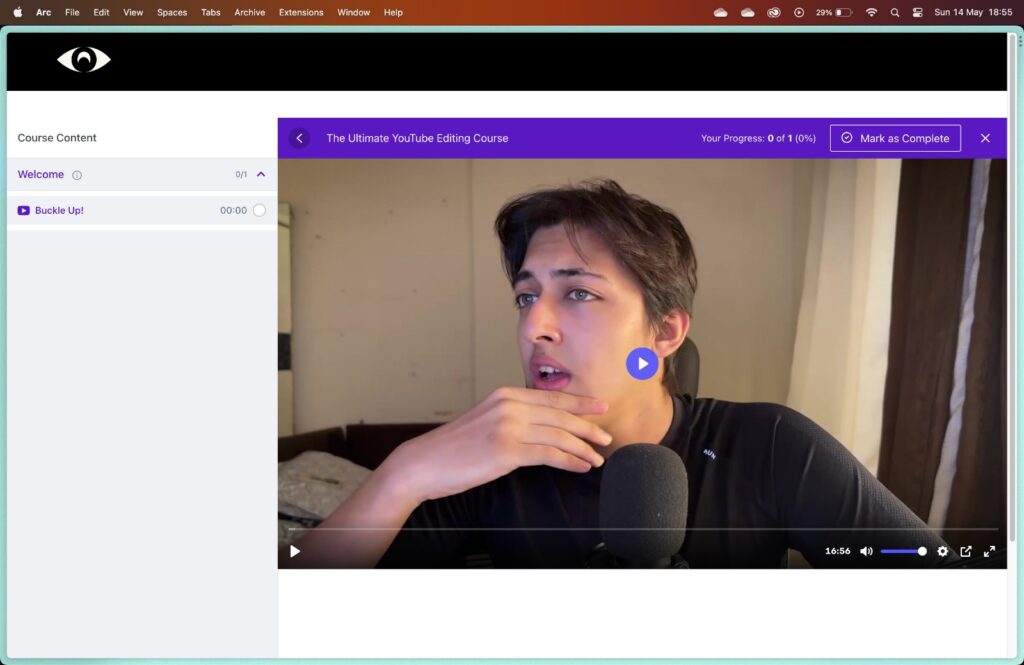 Arc File Edit View Spaces Tabs Archive Extensions Window Help 29% Sun 14 May 18:55
Course Content
The Ultimate YouTube Editing Course Your Progress: 0 of 1 (0%) Mark as Complete
Welcome 0/1
Buckle Up! 00:00
AUN
16:56